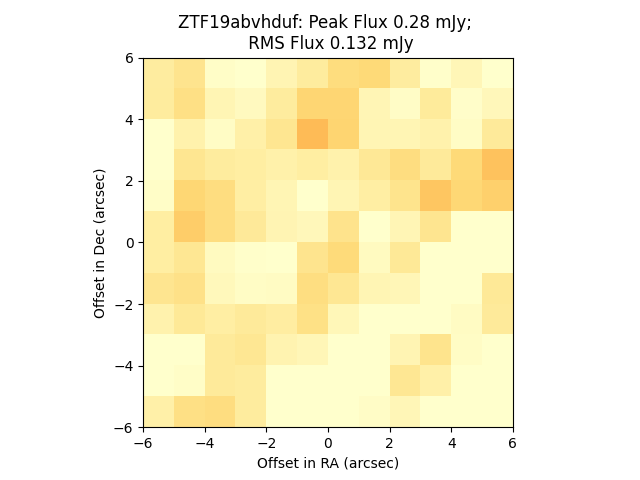 ZTF19abvhduf: Peak Flux 0.28 mJy;
RMS Flux 0.132 mJy
6
4
2
0
−2
−4
−6
Offset in Dec (arcsec)
−6 −4 −2 0 2 4 6
Offset in RA (arcsec)